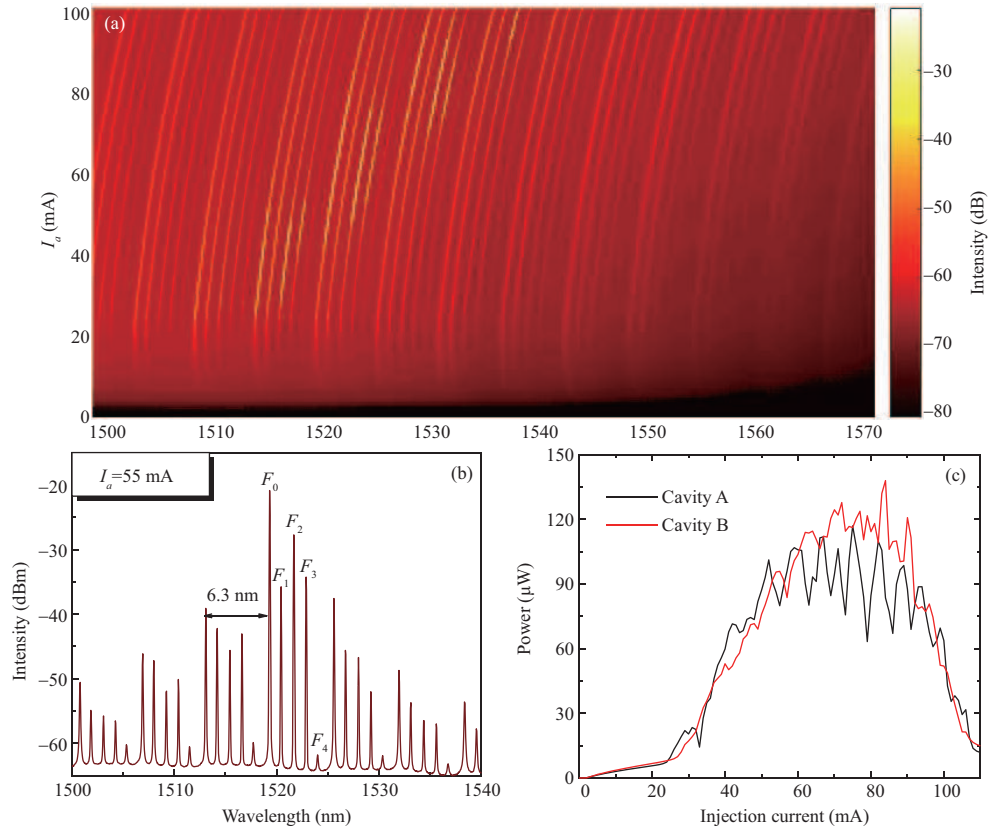 (a)
100
80
60
40
20
0
I_a (mA)
1500
1510
1520
1530
1540
1550
1560
1570
−30
−40
−50
−60
−70
−80
Intensity (dB)
(b)
I_a=55 mA
−20
−30
−40
−50
−60
Intensity (dBm)
F_0
F_1
F_2
F_3
F_4
6.3 nm
1500
1510
1520
1530
1540
Wavelength (nm)
(c)
Cavity A
Cavity B
150
120
90
60
30
0
Power (μW)
0
20
40
60
80
100
Injection current (mA)